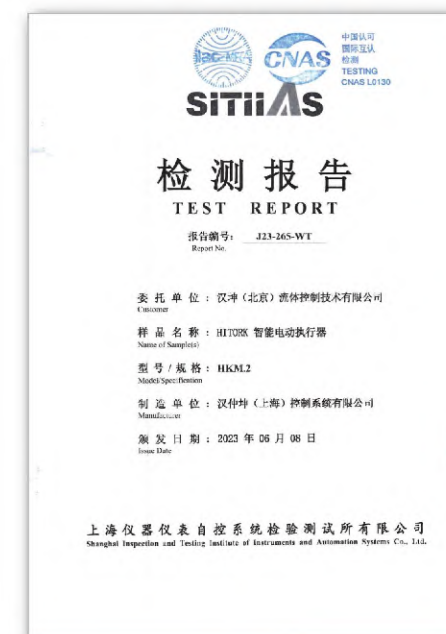 ilac-MRA
CNAS
中国认可
国际互认
检测
TESTING
CNAS L0130
SITIIAS
检测报告
TEST REPORT
报告编号: J23-265-WT
Report No.
委托单位:汉坤(北京)流体控制技术有限公司
Customer
样品名称:HITORK 智能电动执行器
Name of Sample(s)
型号/规格:HKM.2
Model/Specification
制造单位:汉仲坤(上海)控制系统有限公司
Manufacturer
颁发日期:2023 年 06 月 08 日
Issue Date
上海仪器仪表自控系统检验测试所有限公司
Shanghai Inspection and Testing Institute of Instruments and Automation Systems Co., Ltd.